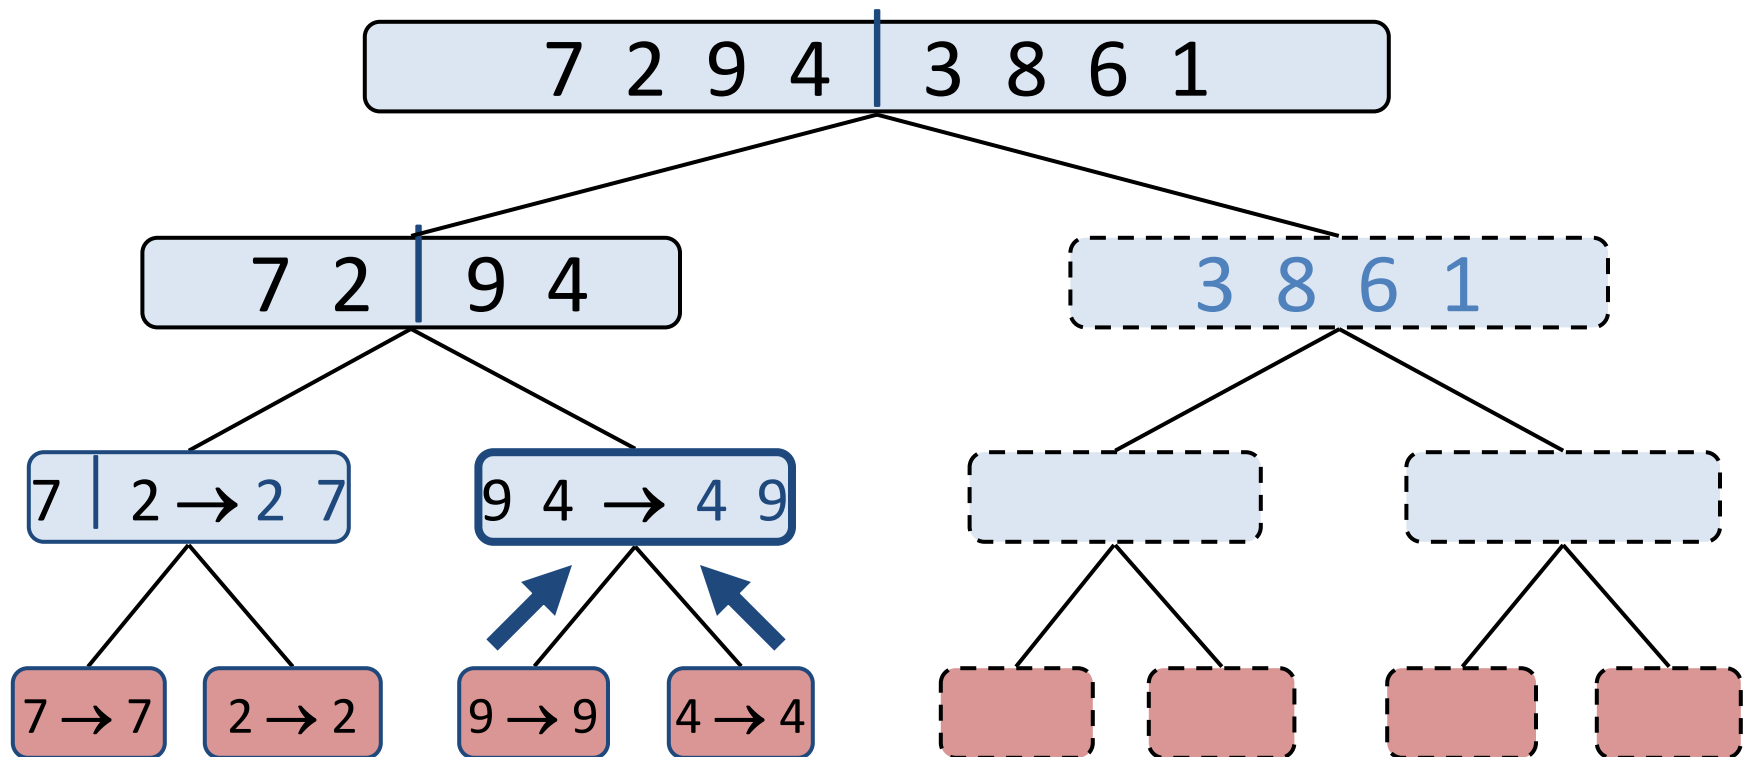 7 2 9 4 | 3 8 6 1
7 2 | 9 4
3 8 6 1
7 | 2 → 2 7
9 4 → 4 9
7 → 7
2 → 2
9 → 9
4 → 4